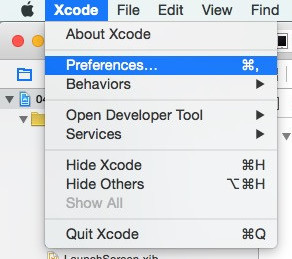 Xcode File Edit View Find
About Xcode
Preferences... ⌘,
Behaviors ▶
Open Developer Tool ▶
Services ▶
Hide Xcode ⌘H
Hide Others ⌥⌘H
Show All
Quit Xcode ⌘Q
LaunchScreen.xib